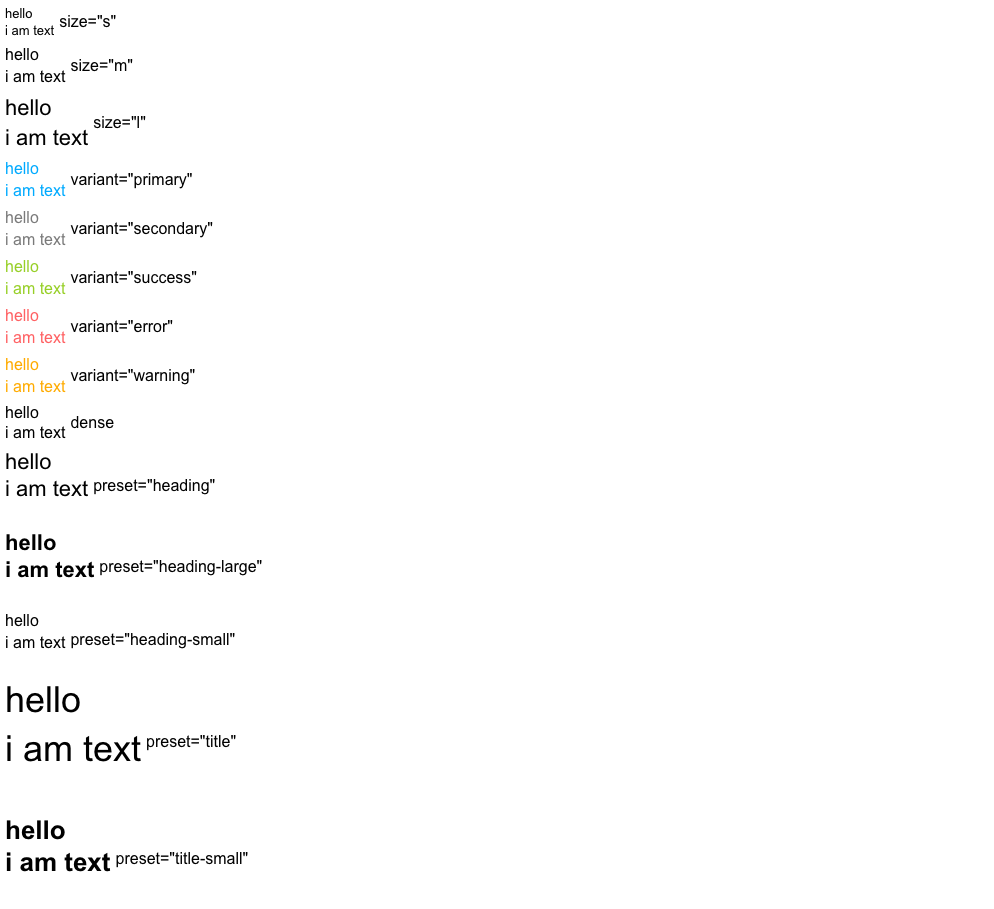 hello
i am text size="s"
hello
i am text size="m"
hello
i am text size="l"
hello
i am text variant="primary"
hello
i am text variant="secondary"
hello
i am text variant="success"
hello
i am text variant="error"
hello
i am text variant="warning"
hello
i am text dense
hello
i am text preset="heading"
hello
i am text preset="heading-large"
hello
i am text preset="heading-small"
hello
i am text preset="title"
hello
i am text preset="title-small"